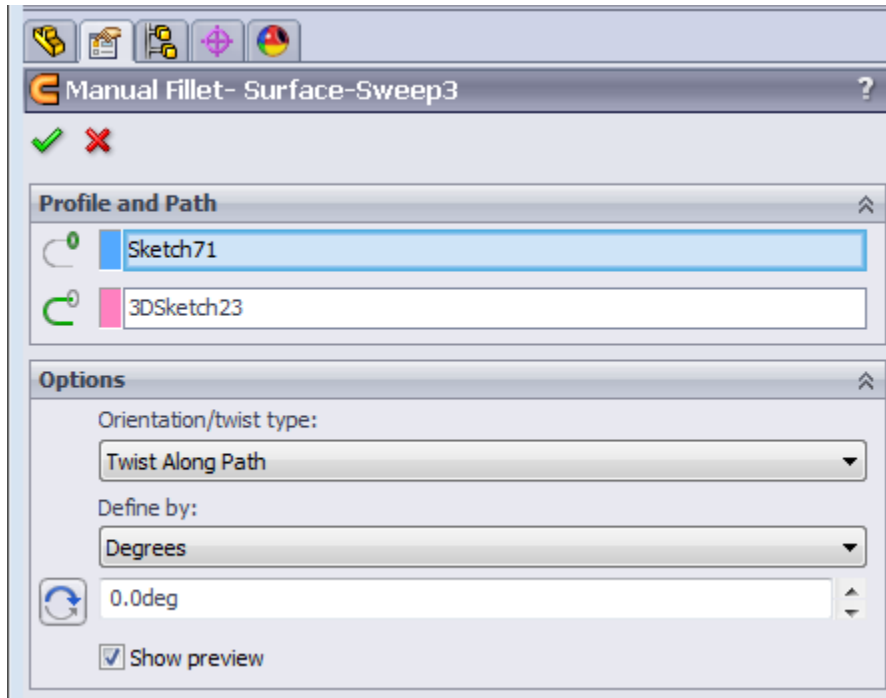 Manual Fillet- Surface-Sweep3 ?
Profile and Path
Sketch71
3DSketch23
Options
Orientation/twist type:
Twist Along Path
Define by:
Degrees
0.0deg
Show preview